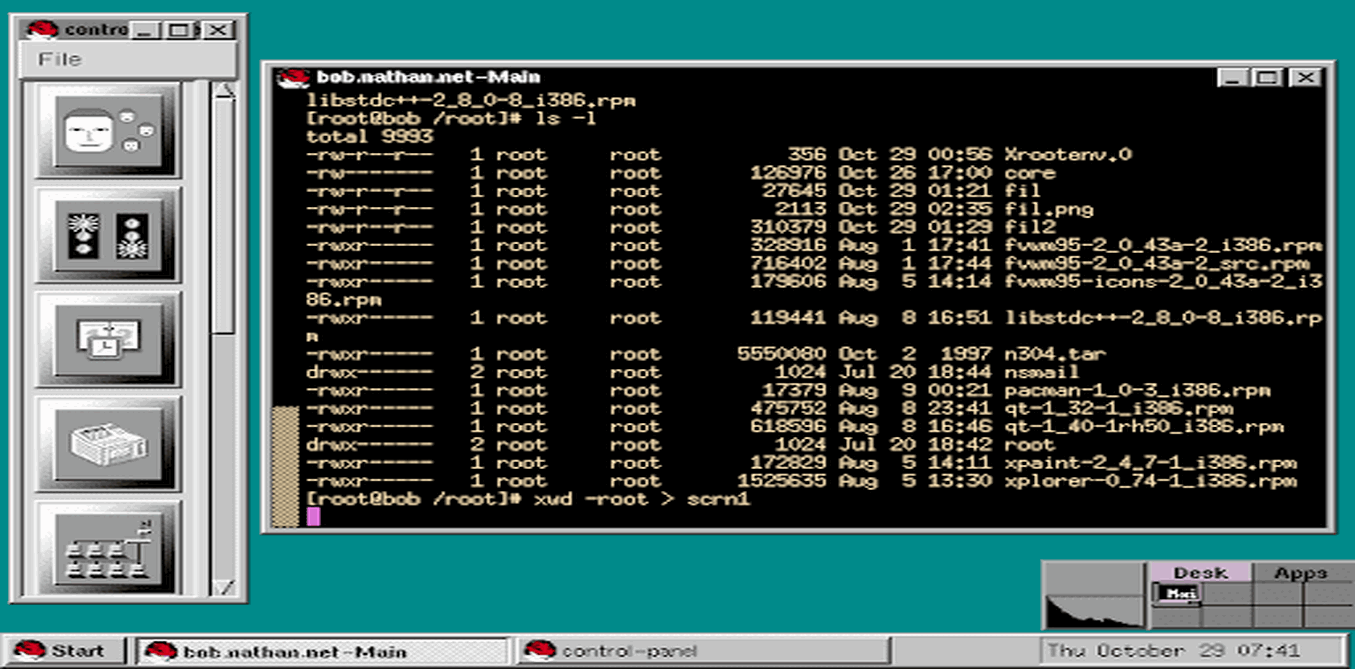 contro
File
bob.nathan.net-Main
libstdc++-2_8_0-8_i386.rpm
[root@bob /root]# ls -l
total 9993
-rw-r--r-- 1 root root 356 Oct 29 00:56 Xrootenv.0
-rw------- 1 root root 126976 Oct 26 17:00 core
-rw-r--r-- 1 root root 27645 Oct 29 01:21 fil
-rw-r--r-- 1 root root 2113 Oct 29 02:35 fil.png
-rw-r--r-- 1 root root 310379 Oct 29 01:29 fil2
-rwxr----- 1 root root 328916 Aug 1 17:41 fvwm95-2_0_43a-2_i386.rpm
-rwxr----- 1 root root 716402 Aug 1 17:44 fvwm95-2_0_43a-2_src.rpm
-rwxr----- 1 root root 179606 Aug 5 14:14 fvwm95-icons-2_0_43a-2_i3
86.rpm
-rwxr----- 1 root root 119441 Aug 8 16:51 libstdc++-2_8_0-8_i386.rp
m
-rwxr----- 1 root root 5550080 Oct 2 1997 n304.tar
drwx------ 2 root root 1024 Jul 20 18:44 nsmail
-rwxr----- 1 root root 17379 Aug 9 00:21 pacman-1_0-3_i386.rpm
-rwxr----- 1 root root 475752 Aug 8 23:41 qt-1_32-1_i386.rpm
-rwxr----- 1 root root 618596 Aug 8 16:46 qt-1_40-1rh50_i386.rpm
drwx------ 2 root root 1024 Jul 20 18:42 root
-rwxr----- 1 root root 172829 Aug 5 14:11 xpaint-2_4_7-1_i386.rpm
-rwxr----- 1 root root 1525635 Aug 5 13:30 xplorer-0_74-1_i386.rpm
[root@bob /root]# xwd -root > scrn1
Desk Apps
Mai
Start bob.nathan.net-Main control-panel Thu October 29 07:41